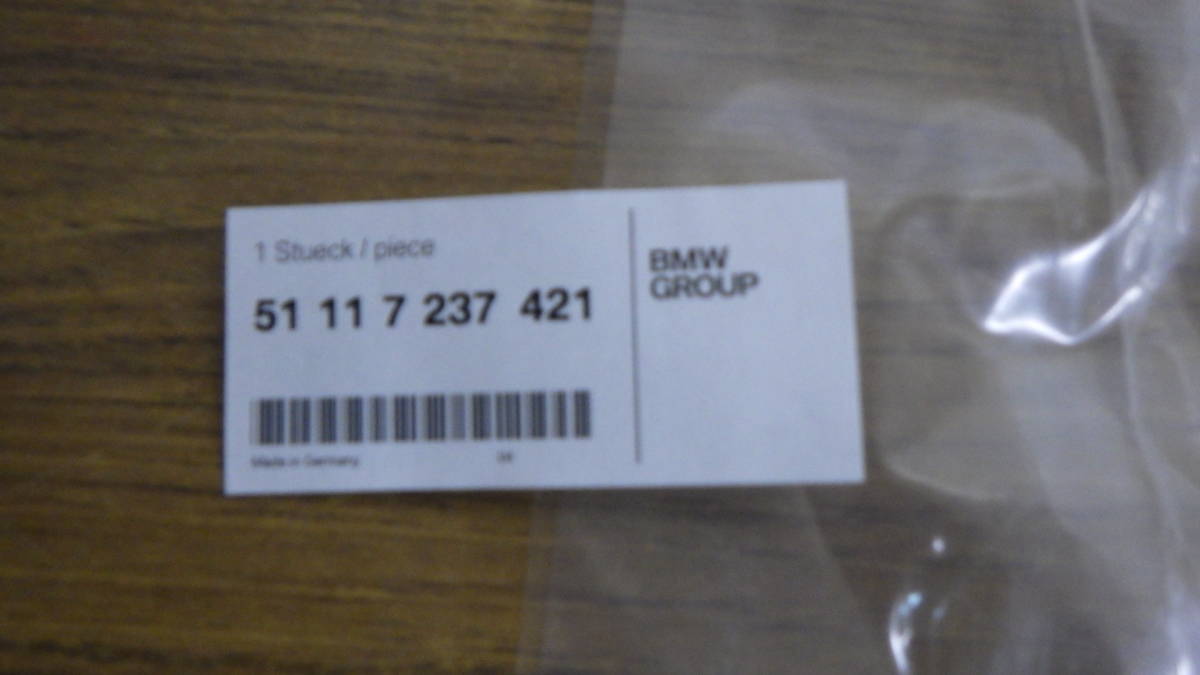 1 Stueck / piece
51 11 7 237 421
Made in Germany
BMW
GROUP